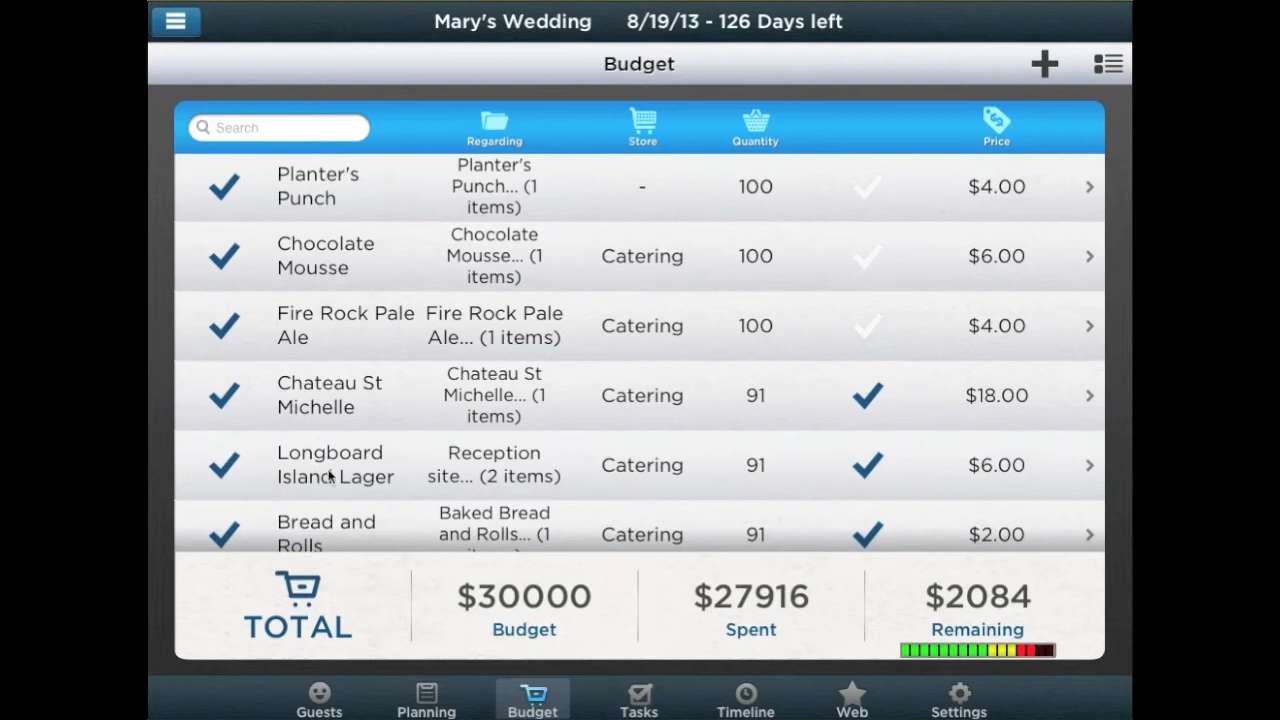 Mary's Wedding 8/19/13 - 126 Days left
Budget
Search
Regarding
Store
Quantity
Price
Planter's
Punch
Planter's
Punch... (1
items)
-
100
$4.00
Chocolate
Mousse
Chocolate
Mousse... (1
items)
Catering
100
$6.00
Fire Rock Pale
Ale
Fire Rock Pale
Ale... (1 items)
Catering
100
$4.00
Chateau St
Michelle
Chateau St
Michelle... (1
items)
Catering
91
$18.00
Longboard
Island Lager
Reception
site... (2 items)
Catering
91
$6.00
Bread and
Rolls
Baked Bread
and Rolls... (1
Catering
91
$2.00
TOTAL
$30000
Budget
$27916
Spent
$2084
Remaining
Guests
Planning
Budget
Tasks
Timeline
Web
Settings